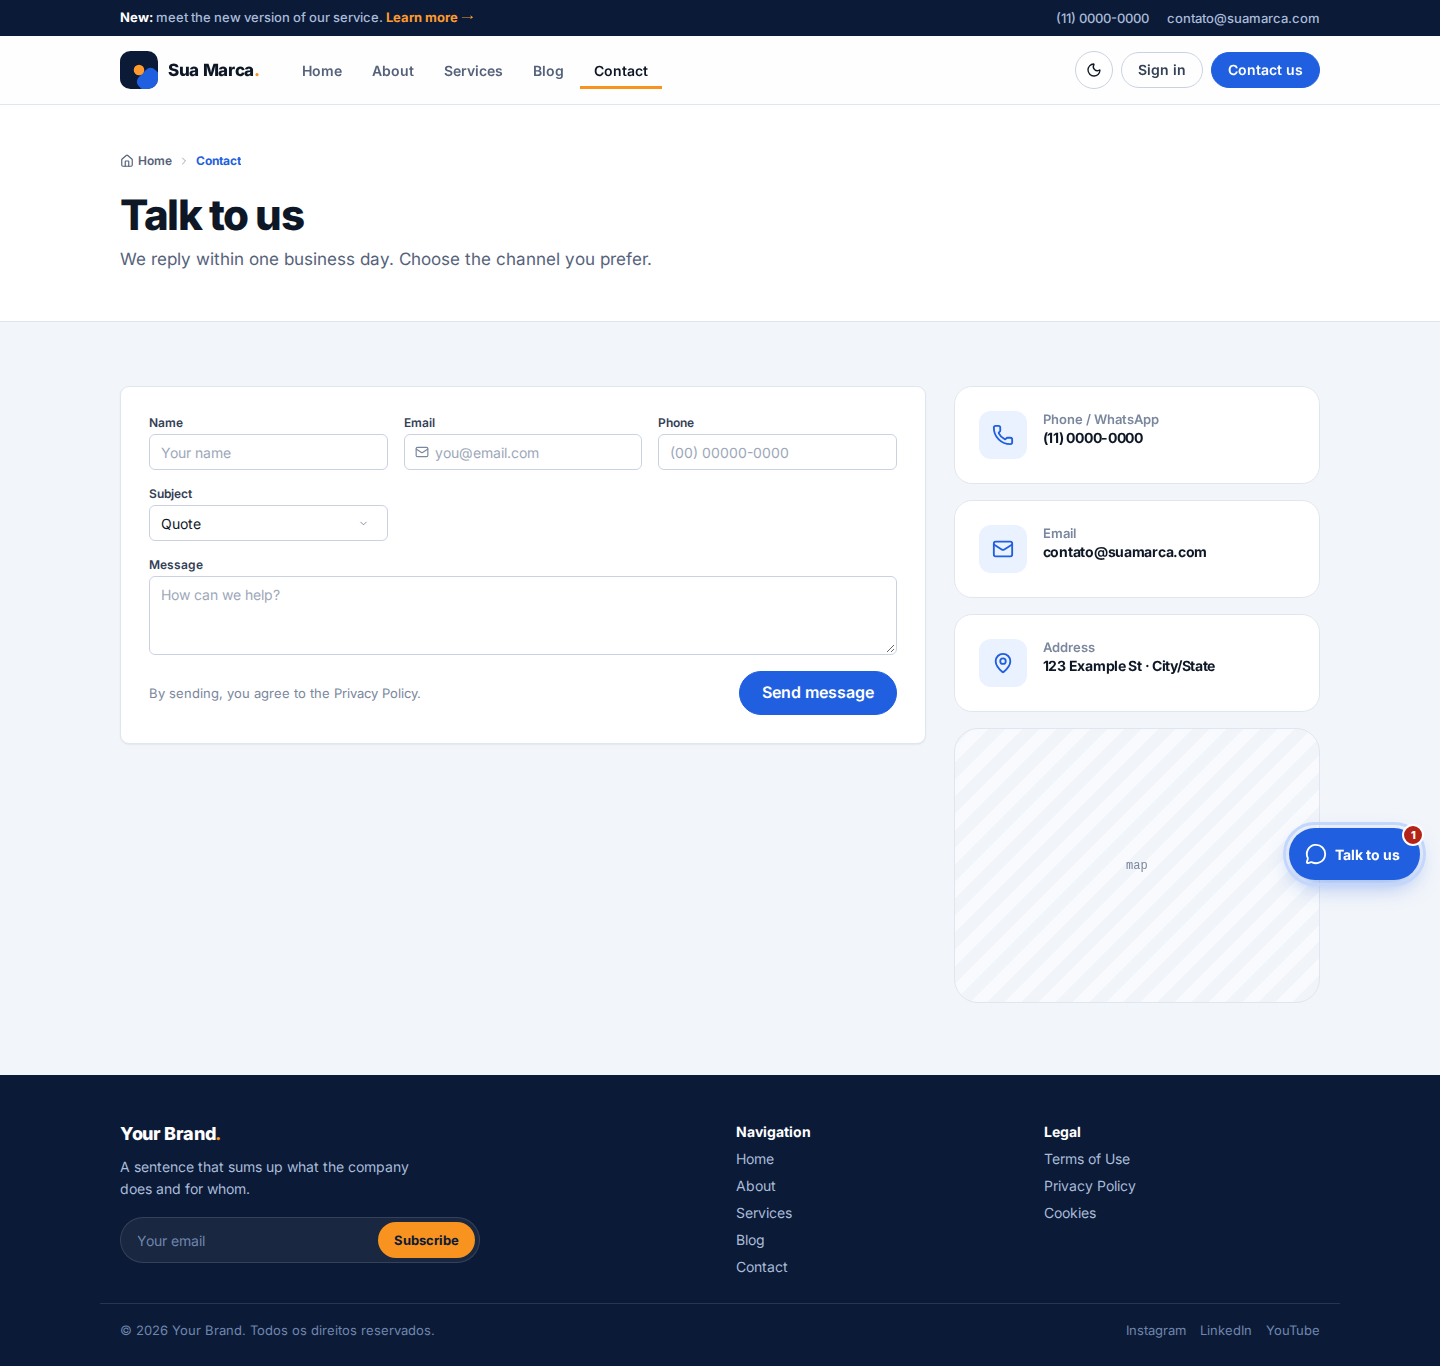 New: meet the new version of our service. Learn more →
(11) 0000-0000 contato@suamarca.com
Sua Marca.
Home About Services Blog Contact
Sign in Contact us
Home > Contact
Talk to us
We reply within one business day. Choose the channel you prefer.
Name Email Phone
Your name you@email.com (00) 00000-0000
Subject
Quote
Message
How can we help?
By sending, you agree to the Privacy Policy.
Send message
Phone / WhatsApp
(11) 0000-0000
Email
contato@suamarca.com
Address
123 Example St · City/State
map
1
Talk to us
Your Brand.
A sentence that sums up what the company
does and for whom.
Your email Subscribe
Navigation
Home
About
Services
Blog
Contact
Legal
Terms of Use
Privacy Policy
Cookies
© 2026 Your Brand. Todos os direitos reservados.
Instagram LinkedIn YouTube